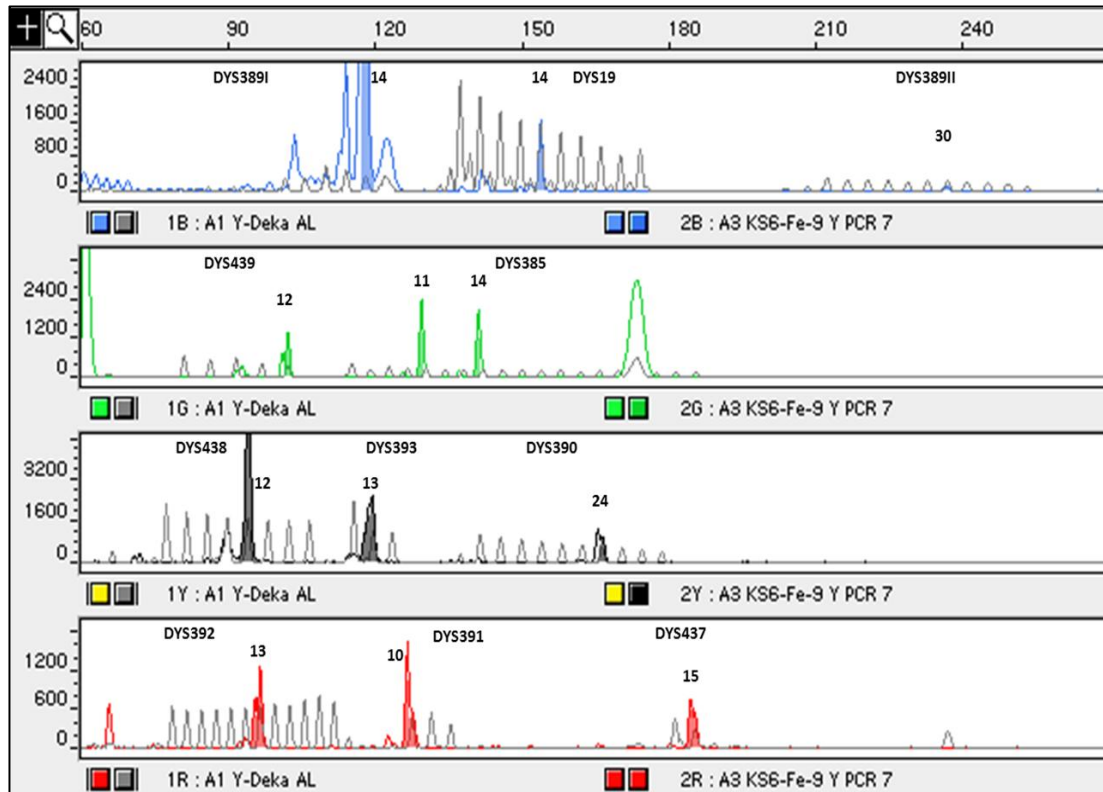 60 90 120 150 180 210 240
DYS389I 14 14 DYS19 DYS389II
30
2400
1600
800
0
1B : A1 Y-Deka AL 2B : A3 KS6-Fe-9 Y PCR 7
DYS439 DYS385
11 14
12
2400
1200
0
1G : A1 Y-Deka AL 2G : A3 KS6-Fe-9 Y PCR 7
DYS438 DYS393 DYS390
12 13
24
3200
1600
0
1Y : A1 Y-Deka AL 2Y : A3 KS6-Fe-9 Y PCR 7
DYS392 DYS391 DYS437
13 10
15
1200
600
0
1R : A1 Y-Deka AL 2R : A3 KS6-Fe-9 Y PCR 7